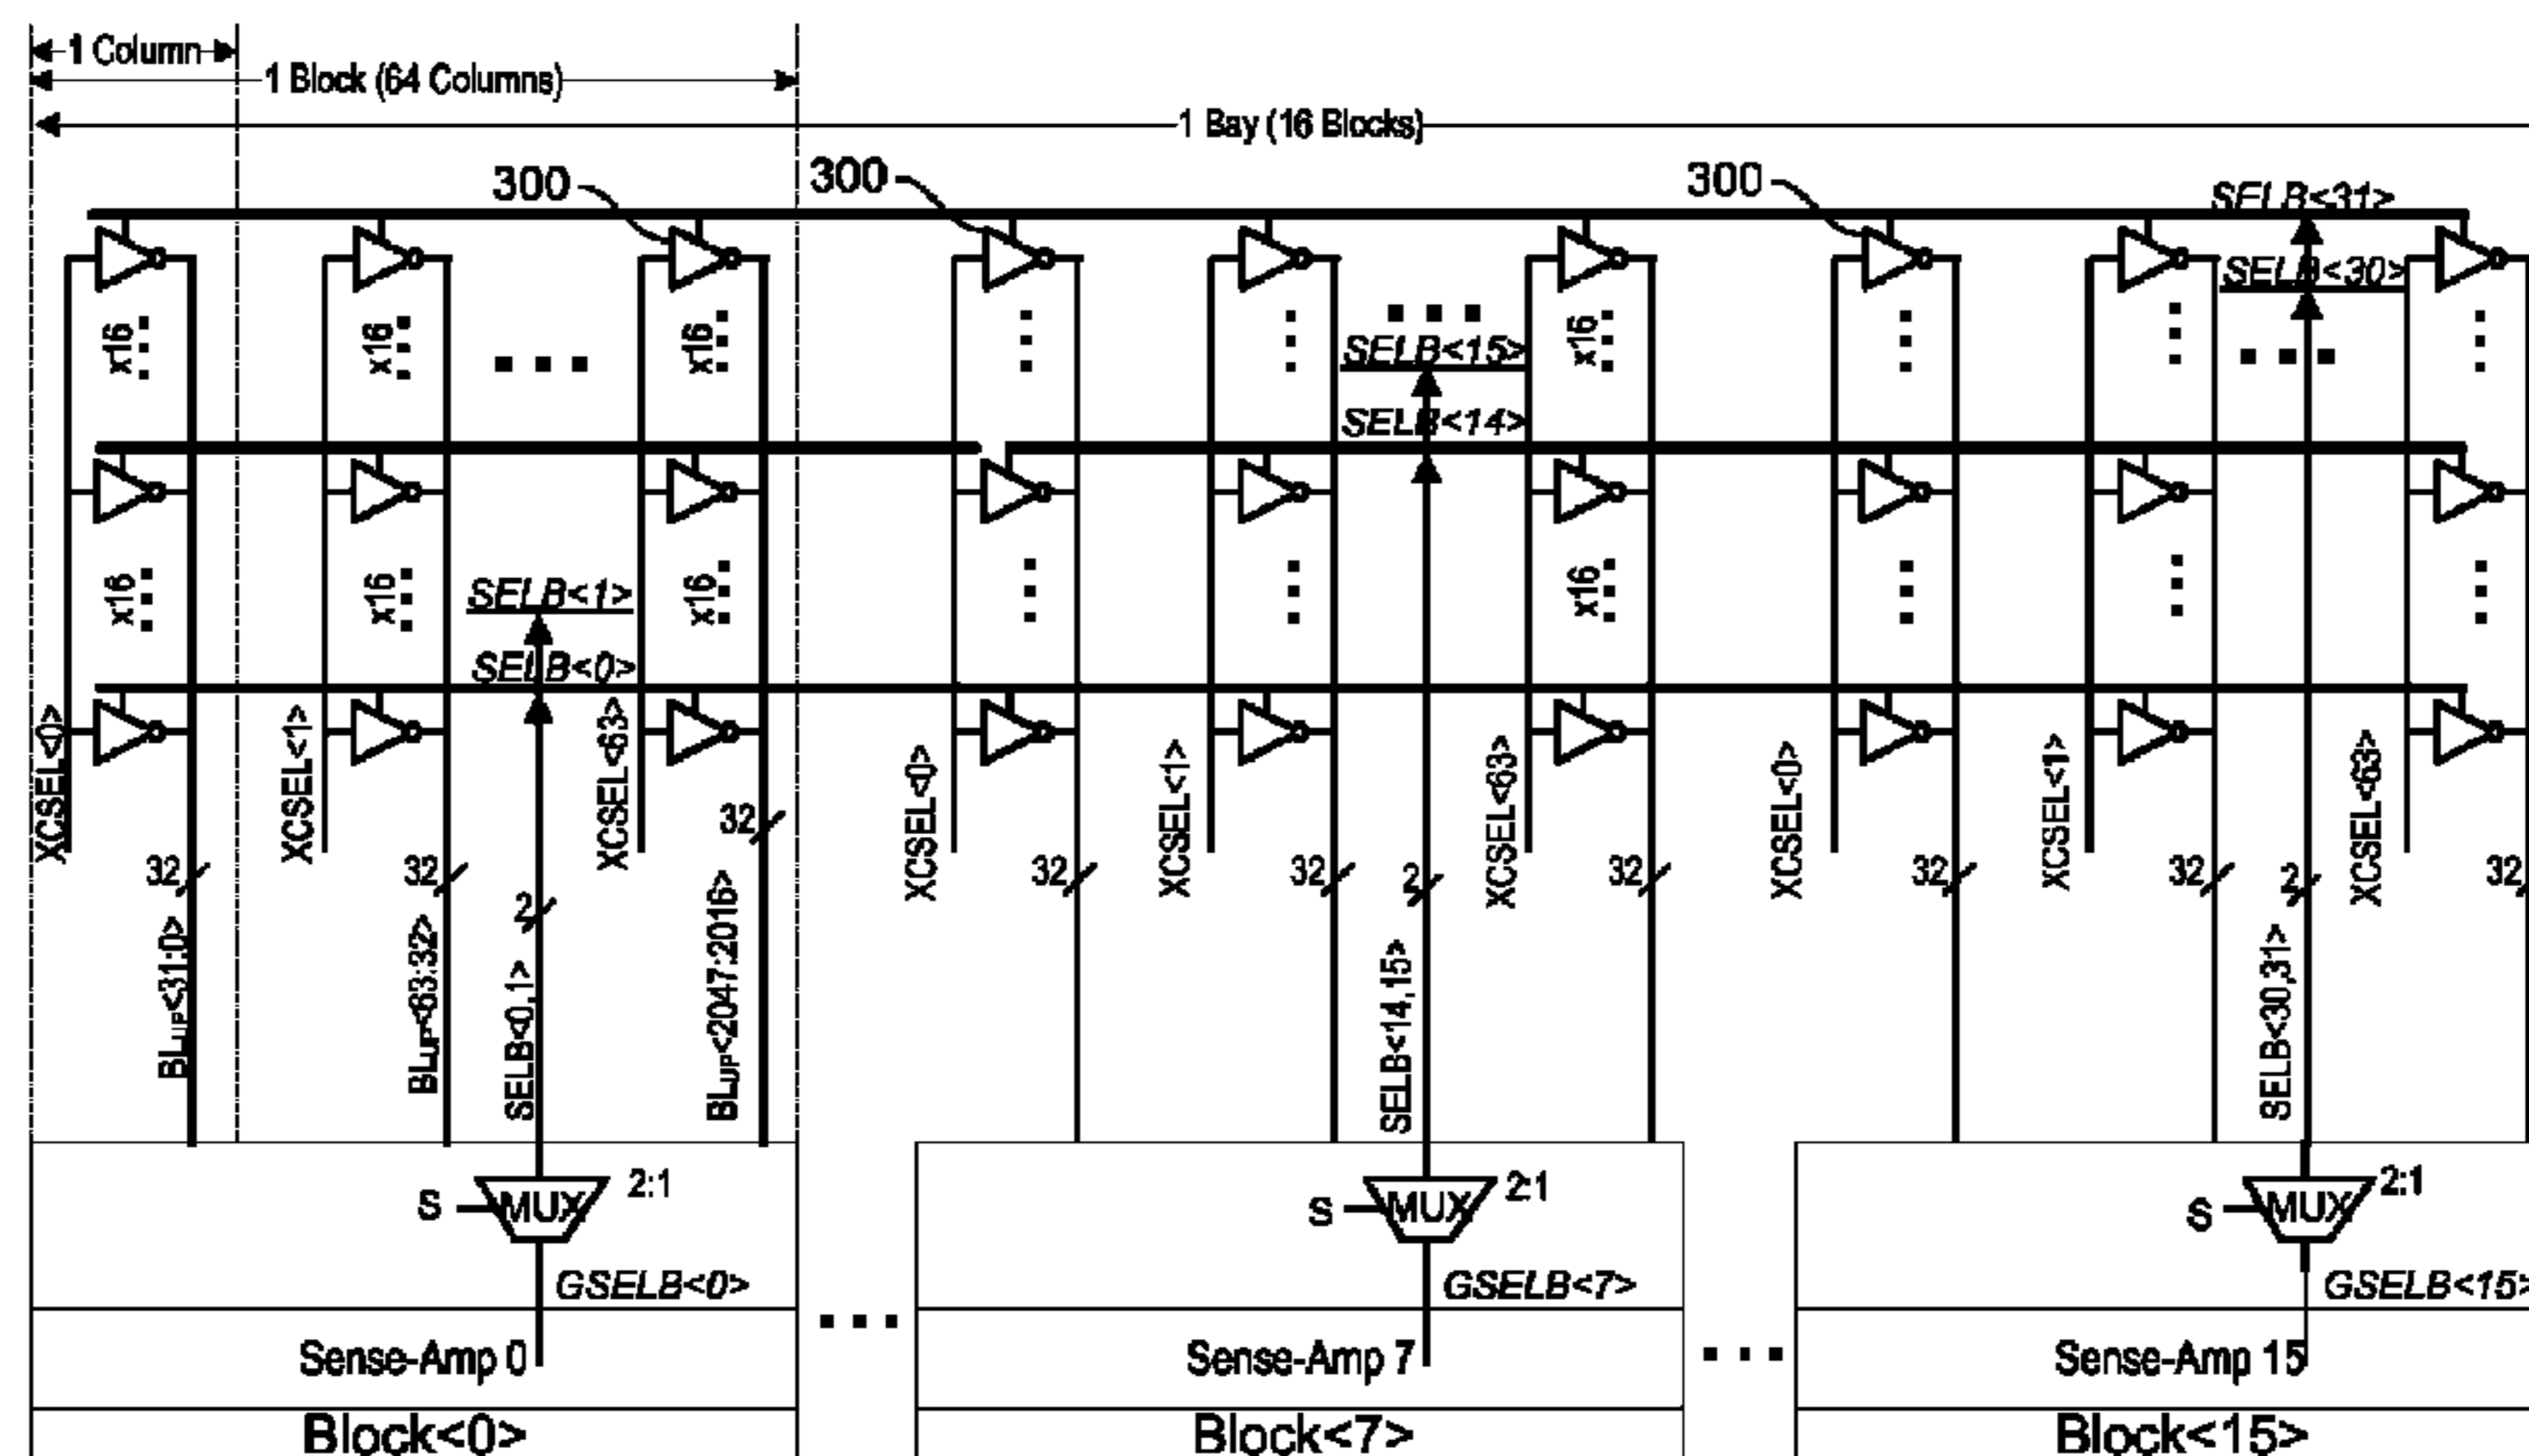 1 Column
1 Block (64 Columns)
1 Bay (16 Blocks)
300
300
300
SELB<31>
SELB<30>
x16
x16
x16
x16
SELB<15>
SELB<14>
x16
x16
x16
x16
SELB<1>
SELB<0>
XCSEL<0>
XCSEL<1>
XCSEL<63>
XCSEL<0>
XCSEL<1>
XCSEL<63>
XCSEL<0>
XCSEL<1>
XCSEL<63>
32
32
32
32
32
32
32
32
32
2
2
2
BLUP<31:0>
BLUP<63:32>
SELB<0,1>
BLUP<2047:2016>
SELB<14,15>
SELB<30,31>
S MUX 2:1
S MUX 2:1
S MUX 2:1
GSELB<0>
GSELB<7>
GSELB<15>
Sense-Amp 0
Sense-Amp 7
Sense-Amp 15
Block<0>
Block<7>
Block<15>